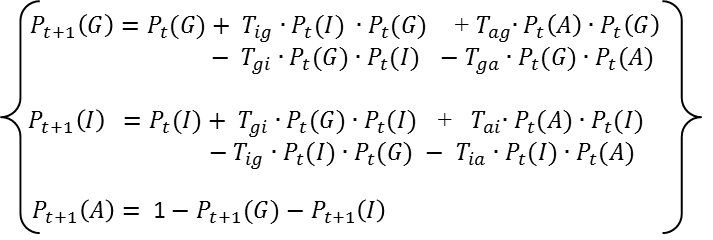 P_{t+1}(G) = P_t(G) + T_{ig} · P_t(I) · P_t(G) + T_{ag} · P_t(A) · P_t(G)
− T_{gi} · P_t(G) · P_t(I) − T_{ga} · P_t(G) · P_t(A)
P_{t+1}(I) = P_t(I) + T_{gi} · P_t(G) · P_t(I) + T_{ai} · P_t(A) · P_t(I)
− T_{ig} · P_t(I) · P_t(G) − T_{ia} · P_t(I) · P_t(A)
P_{t+1}(A) = 1 − P_{t+1}(G) − P_{t+1}(I)